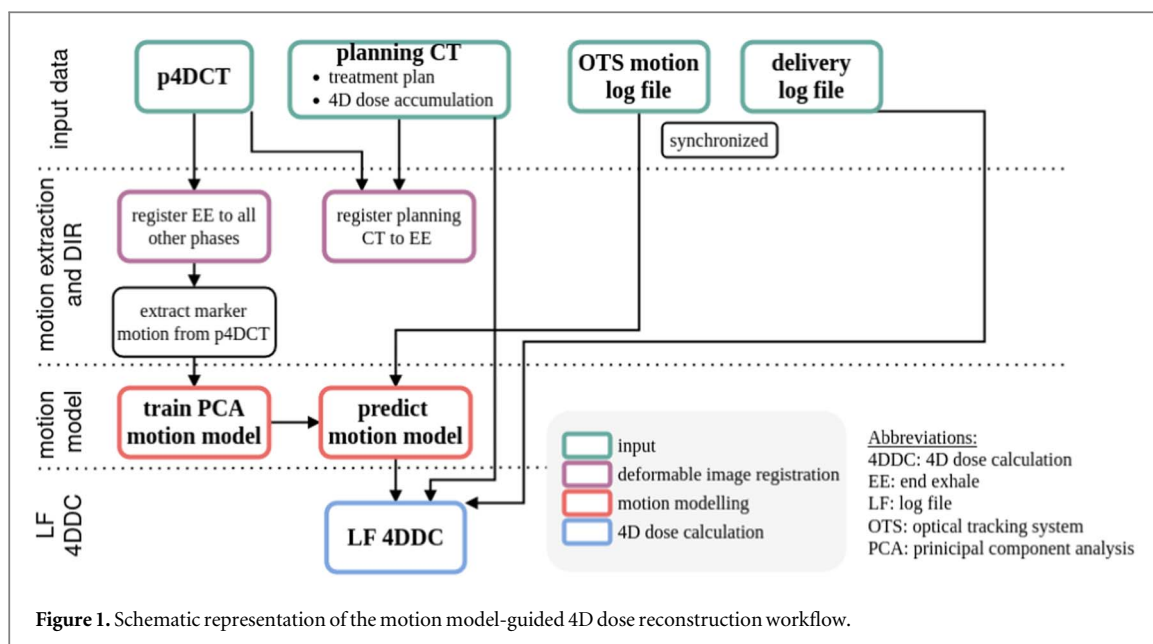 input data
p4DCT
planning CT
• treatment plan
• 4D dose accumulation
OTS motion
log file
delivery
log file
synchronized
motion extraction
and DIR
register EE to all
other phases
register planning
CT to EE
extract marker
motion from p4DCT
motion
model
train PCA
motion model
predict
motion model
LF
4DDC
LF 4DDC
input
deformable image registration
motion modelling
4D dose calculation
Abbreviations:
4DDC: 4D dose calculation
EE: end exhale
LF: log file
OTS: optical tracking system
PCA: prinicipal component analysis
Figure 1. Schematic representation of the motion model-guided 4D dose reconstruction workflow.